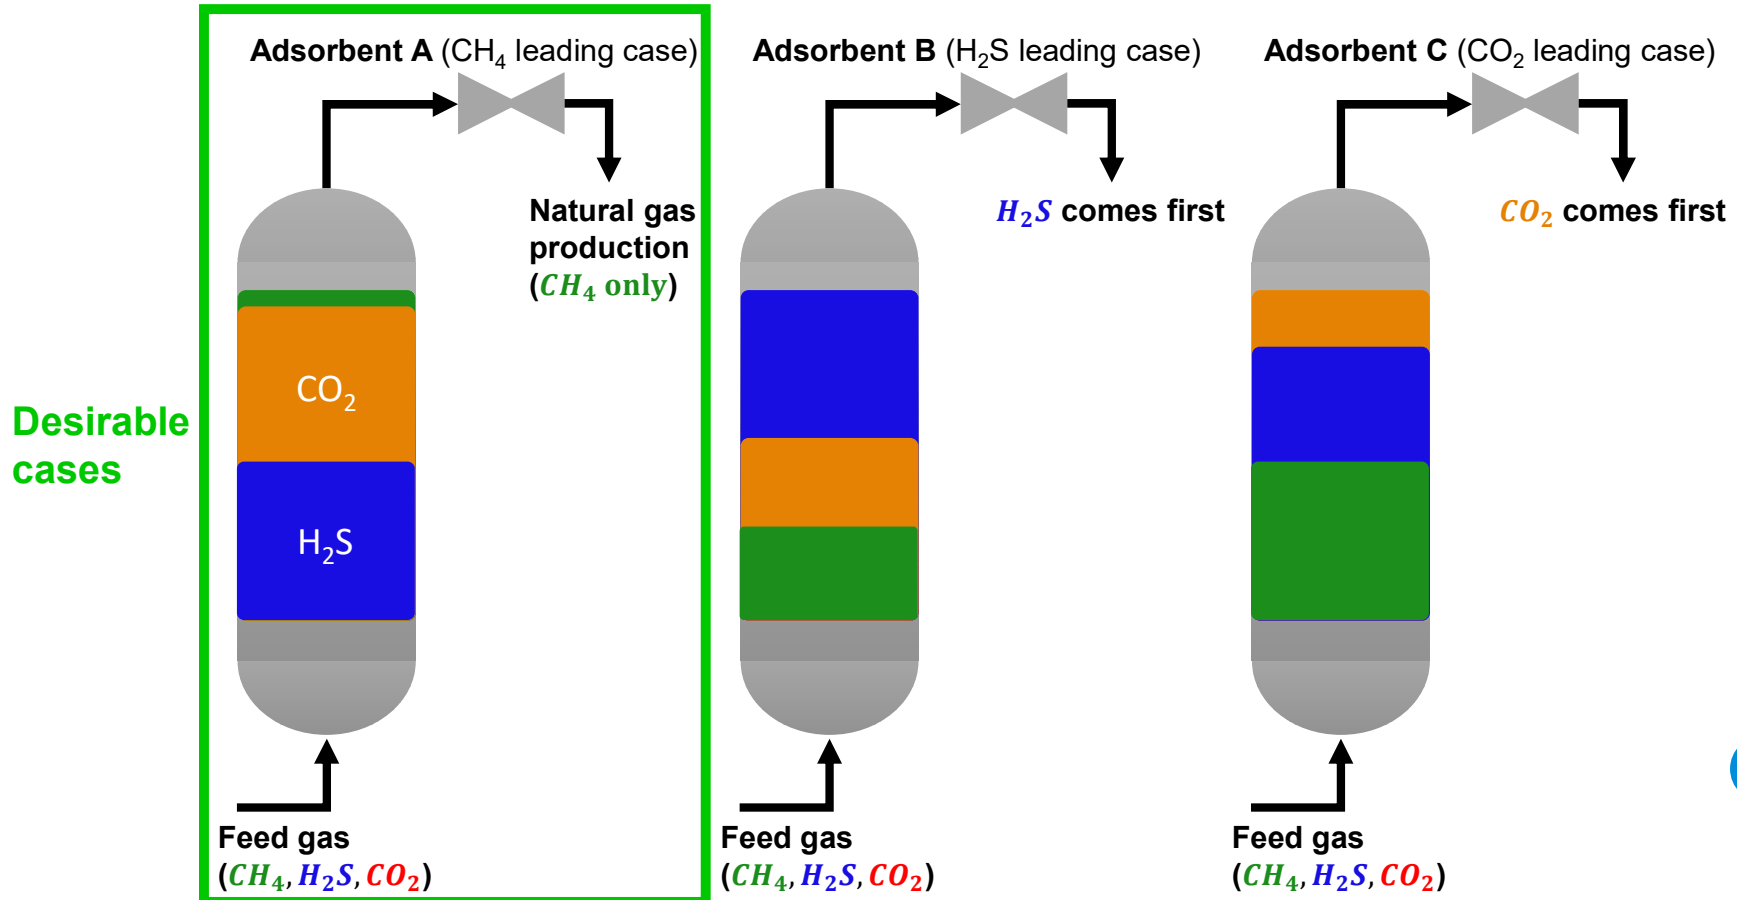 Adsorbent A (CH₄ leading case)
Adsorbent B (H₂S leading case)
Adsorbent C (CO₂ leading case)
Natural gas
production
(CH₄ only)
H₂S comes first
CO₂ comes first
Desirable
cases
CO₂
H₂S
Feed gas
(CH₄, H₂S, CO₂)
Feed gas
(CH₄, H₂S, CO₂)
Feed gas
(CH₄, H₂S, CO₂)